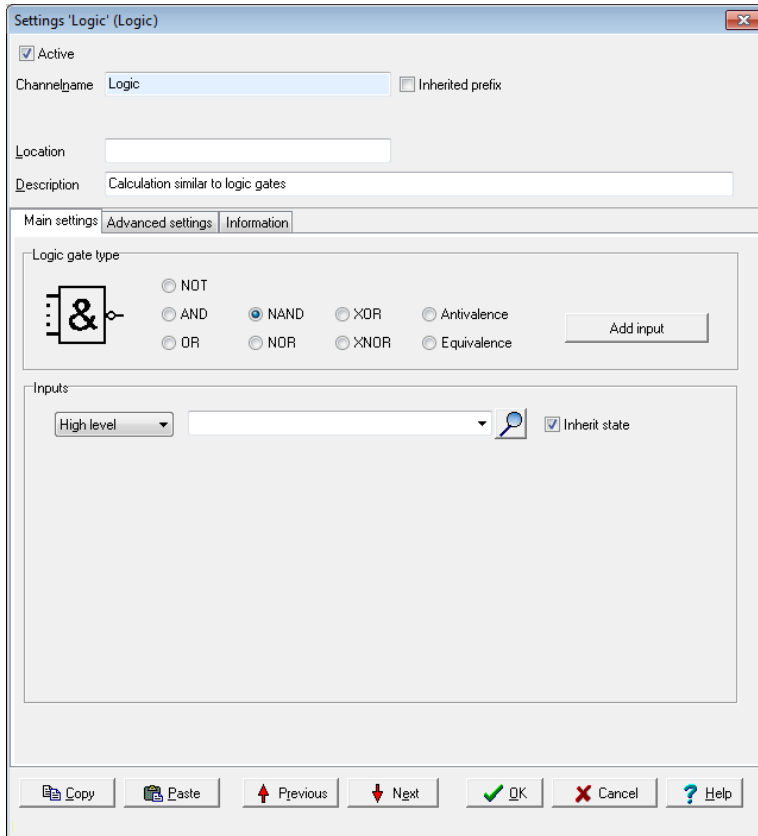 Settings 'Logic' (Logic)
Active
Channelname Logic Inherited prefix
Location
Description Calculation similar to logic gates
Main settings Advanced settings Information
Logic gate type
NOT
& AND NAND XOR Antivalence Add input
OR NOR XNOR Equivalence
Inputs
High level Inherit state
Copy Paste Previous Next OK Cancel ? Help